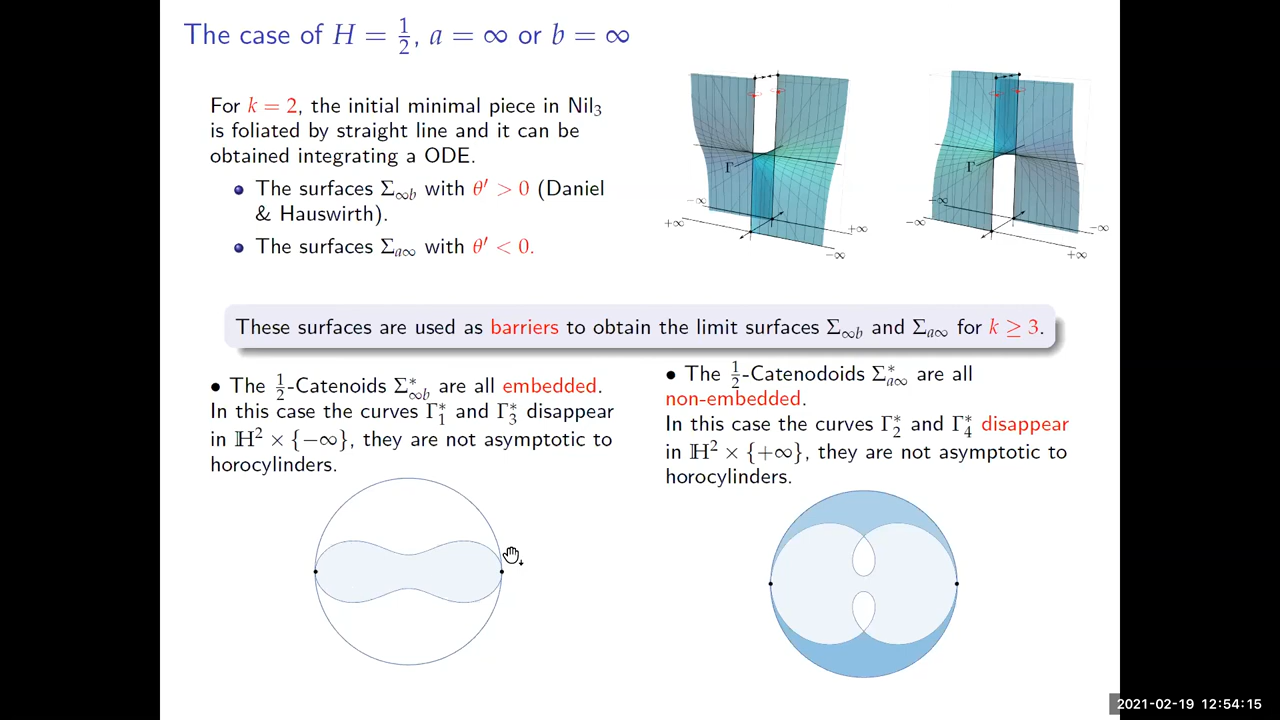 The case of H = 1/2, a = ∞ or b = ∞
For k = 2, the initial minimal piece in Nil₃
is foliated by straight line and it can be
obtained integrating a ODE.
The surfaces Σ∞b with θ′ > 0 (Daniel
& Hauswirth).
The surfaces Σa∞ with θ′ < 0.
Γ
−∞
+∞
+∞
−∞
Γ
−∞
−∞
−∞
+∞
These surfaces are used as barriers to obtain the limit surfaces Σ∞b and Σa∞ for k ≥ 3.
• The 1/2-Catenoids Σ*∞b are all embedded.
In this case the curves Γ₁* and Γ₃* disappear
in ℍ² × {−∞}, they are not asymptotic to
horocylinders.
• The 1/2-Catenodoids Σ*a∞ are all
non-embedded.
In this case the curves Γ₂* and Γ₄* disappear
in ℍ² × {+∞}, they are not asymptotic to
horocylinders.
2021-02-19 12:54:15